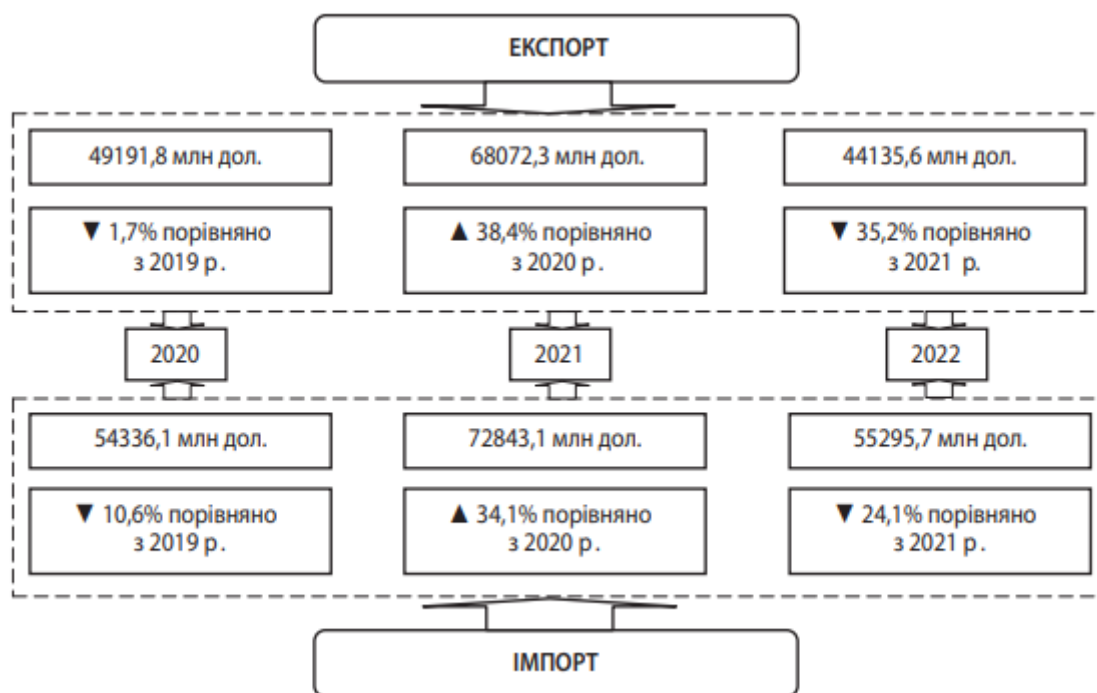 ЕКСПОРТ
49191,8 млн дол.
68072,3 млн дол.
44135,6 млн дол.
▼ 1,7% порівняно
з 2019 р.
▲ 38,4% порівняно
з 2020 р.
▼ 35,2% порівняно
з 2021 р.
2020
2021
2022
54336,1 млн дол.
72843,1 млн дол.
55295,7 млн дол.
▼ 10,6% порівняно
з 2019 р.
▲ 34,1% порівняно
з 2020 р.
▼ 24,1% порівняно
з 2021 р.
ІМПОРТ